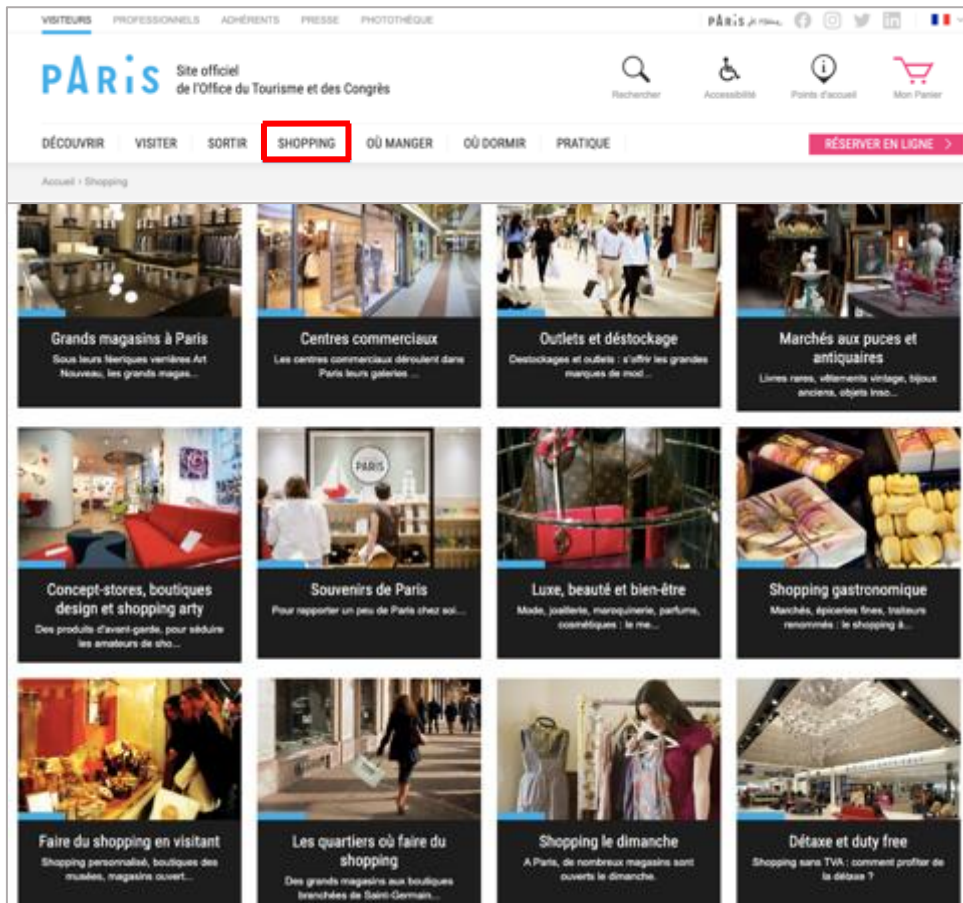 VISITEURS PROFESSIONNELS ADHÉRENTS PRESSE PHOTOTHÈQUE
PARis je t'aime
PARiS
Site officiel
de l'Office du Tourisme et des Congrès
Rechercher Accessibilité Points d'accueil Mon Panier
DÉCOUVRIR VISITER SORTIR SHOPPING OÙ MANGER OÙ DORMIR PRATIQUE RÉSERVER EN LIGNE >
Accueil › Shopping
Grands magasins à Paris
Sous leurs féeriques verrières Art
Nouveau, les grands magas...
Centres commerciaux
Les centres commerciaux déroulent dans
Paris leurs galeries ...
Outlets et déstockage
Destockages et outlets : s'offrir les grandes
marques de mod...
Marchés aux puces et
antiquaires
Livres rares, vêtements vintage, bijoux
anciens, objets inso...
PARIS
Concept-stores, boutiques
design et shopping arty
Des produits d'avant-garde, pour séduire
les amateurs de sho...
Souvenirs de Paris
Pour rapporter un peu de Paris chez soi...
Luxe, beauté et bien-être
Mode, joaillerie, maroquinerie, parfums,
cosmétiques : le me...
Shopping gastronomique
Marchés, épiceries fines, traiteurs
renommés : le shopping à...
Faire du shopping en visitant
Shopping personnalisé, boutiques des
musées, magasins ouvert...
Les quartiers où faire du
shopping
Des grands magasins aux boutiques
branchées de Saint-Germain...
Shopping le dimanche
A Paris, de nombreux magasins sont
ouverts le dimanche.
Détaxe et duty free
Shopping sans TVA : comment profiter de
la détaxe ?